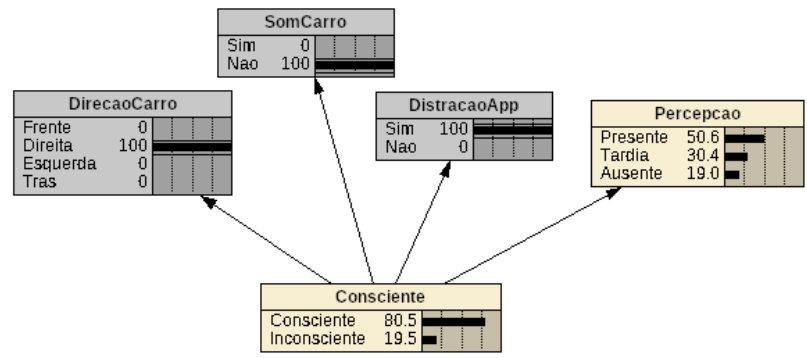 SomCarro
Sim 0
Nao 100
DirecaoCarro
Frente 0
Direita 100
Esquerda 0
Tras 0
DistracaoApp
Sim 100
Nao 0
Percepcao
Presente 50.6
Tardia 30.4
Ausente 19.0
Consciente
Consciente 80.5
Inconsciente 19.5